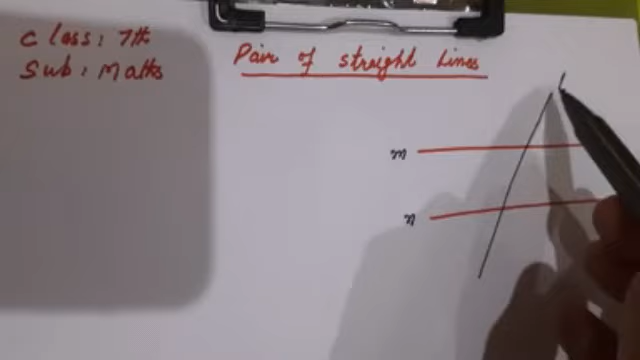 Class: 7th
Sub: Maths
Pair of straight Lines
l
m
n